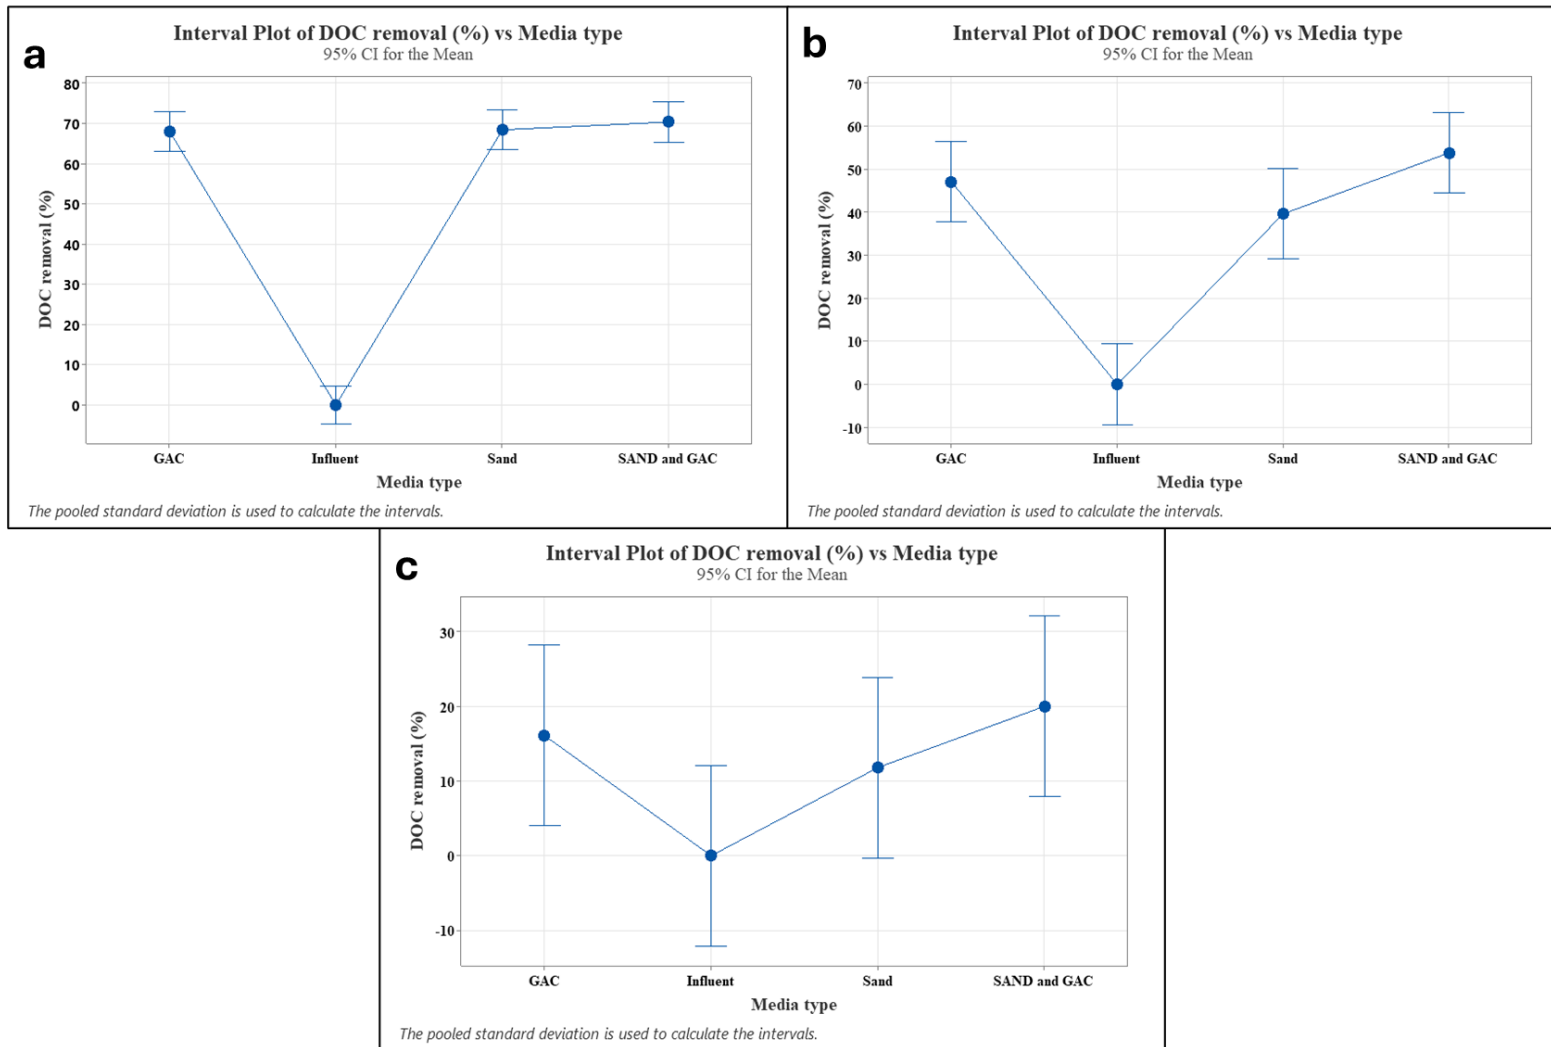 a
Interval Plot of DOC removal (%) vs Media type
95% CI for the Mean
DOC removal (%)
80
70
60
50
40
30
20
10
0
GAC Influent Sand SAND and GAC
Media type
The pooled standard deviation is used to calculate the intervals.
b
Interval Plot of DOC removal (%) vs Media type
95% CI for the Mean
DOC removal (%)
70
60
50
40
30
20
10
0
-10
GAC Influent Sand SAND and GAC
Media type
The pooled standard deviation is used to calculate the intervals.
c
Interval Plot of DOC removal (%) vs Media type
95% CI for the Mean
DOC removal (%)
30
20
10
0
-10
GAC Influent Sand SAND and GAC
Media type
The pooled standard deviation is used to calculate the intervals.